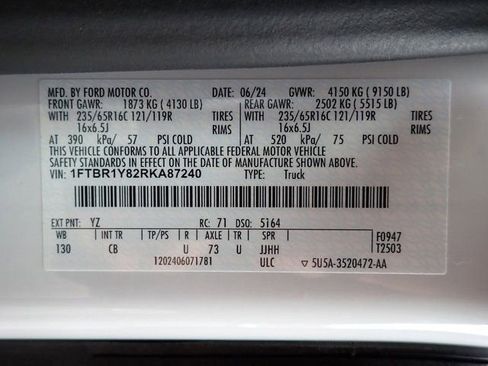 MFD. BY FORD MOTOR CO. DATE: 06/24 GVWR: 4150 KG ( 9150 LB)
FRONT GAWR: 1873 KG ( 4130 LB) REAR GAWR: 2502 KG ( 5515 LB)
WITH 235/65R16C 121/119R TIRES WITH 235/65R16C 121/119R TIRES
16x6.5J RIMS 16x6.5J RIMS
AT 390 kPa/ 57 PSI COLD AT 520 kPa/ 75 PSI COLD
THIS VEHICLE CONFORMS TO ALL APPLICABLE FEDERAL MOTOR VEHICLE
SAFETY STANDARDS IN EFFECT ON THE DATE OF MANUFACTURE SHOWN ABOVE.
VIN: 1FTBR1Y82RKA87240 TYPE: Truck
EXT PNT: YZ RC: 71 DSO: 5164
WB INT TR TP/PS R AXLE TR SPR F0947
130 CB U 73 U JJHH T2503
1202406071781 ULC ▽ 5U5A-3520472-AA